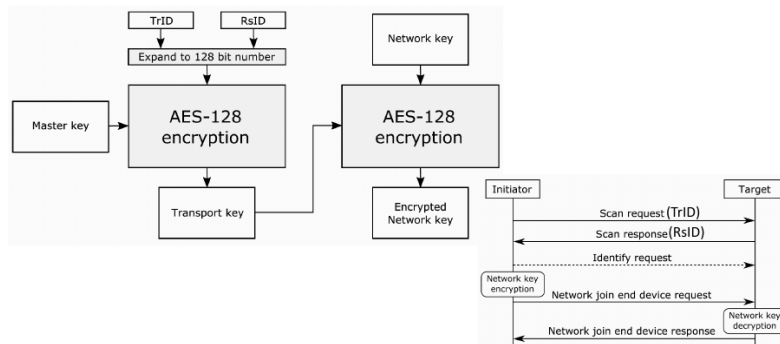 TrID
RsID
Expand to 128 bit number
Master key
AES-128
encryption
Transport key
Network key
AES-128
encryption
Encrypted
Network key
Initiator
Target
Scan request(TrID)
Scan response(RsID)
Identify request
Network key
encryption
Network join end device request
Network key
decryption
Network join end device response